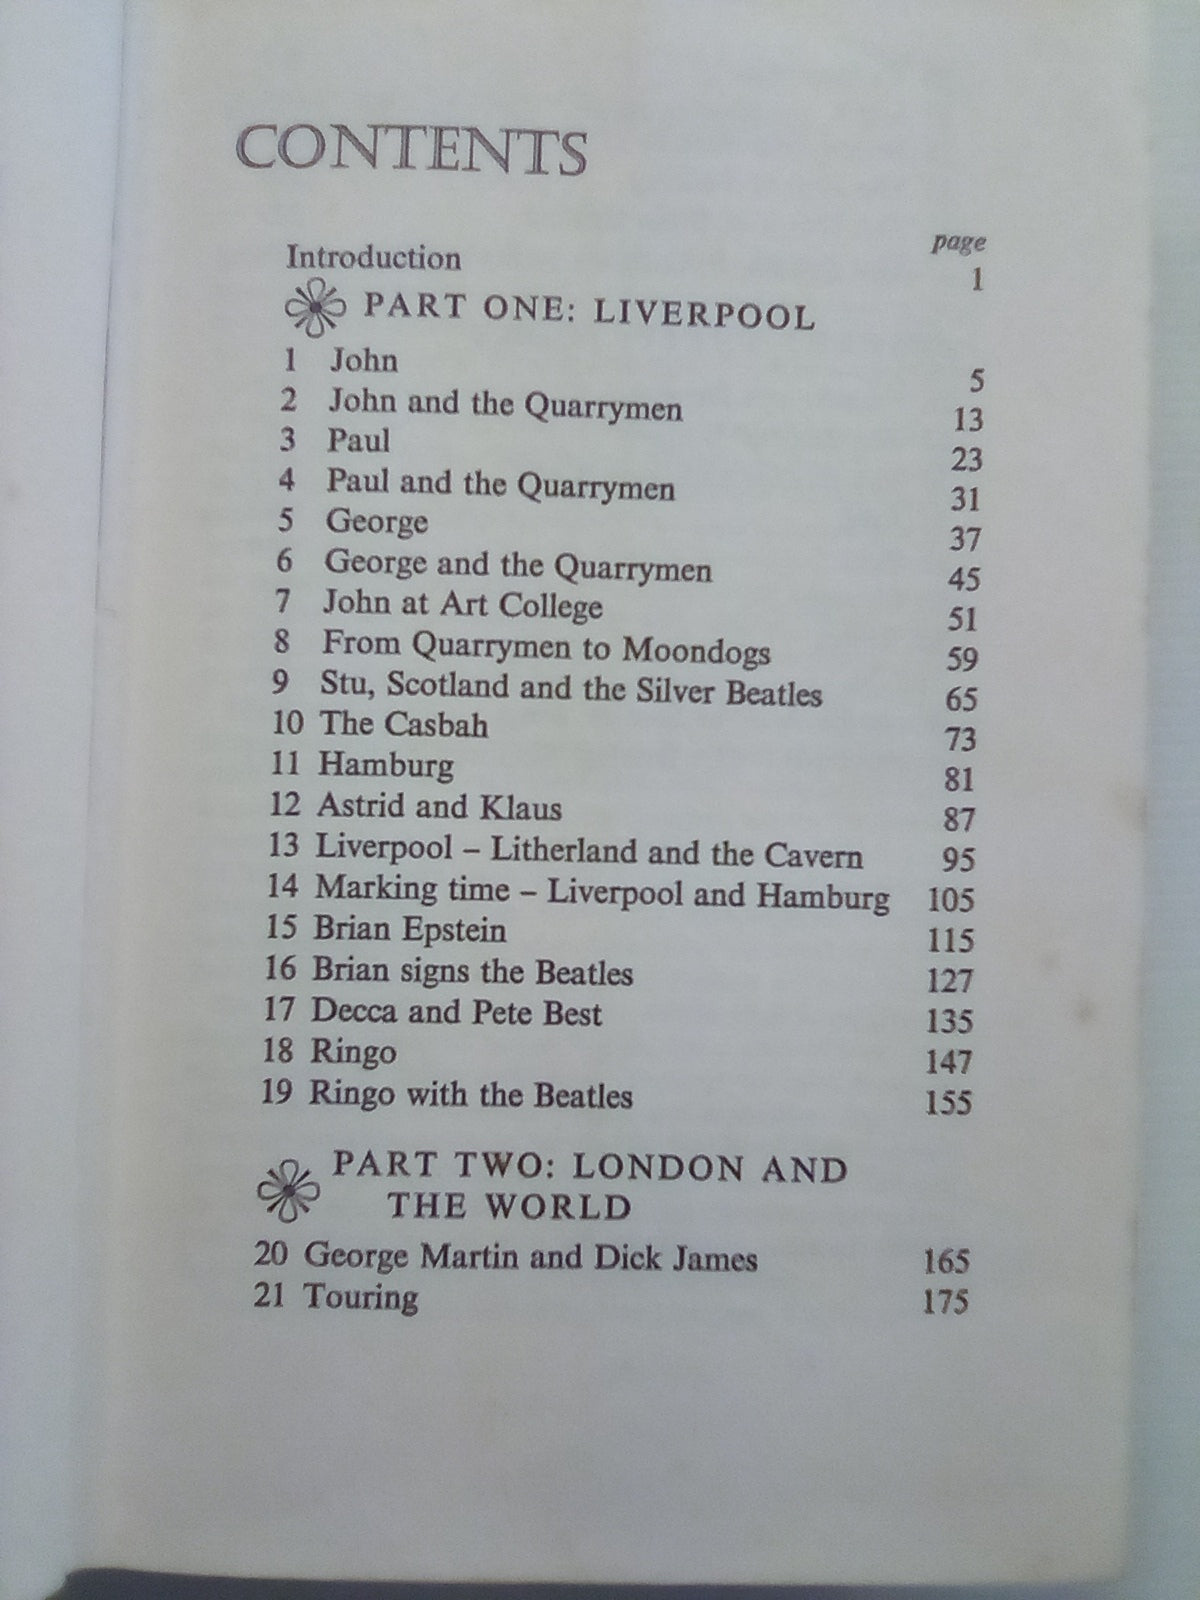 CONTENTS
page
Introduction 1
PART ONE: LIVERPOOL
1 John 5
2 John and the Quarrymen 13
3 Paul 23
4 Paul and the Quarrymen 31
5 George 37
6 George and the Quarrymen 45
7 John at Art College 51
8 From Quarrymen to Moondogs 59
9 Stu, Scotland and the Silver Beatles 65
10 The Casbah 73
11 Hamburg 81
12 Astrid and Klaus 87
13 Liverpool – Litherland and the Cavern 95
14 Marking time – Liverpool and Hamburg 105
15 Brian Epstein 115
16 Brian signs the Beatles 127
17 Decca and Pete Best 135
18 Ringo 147
19 Ringo with the Beatles 155
PART TWO: LONDON AND
THE WORLD
20 George Martin and Dick James 165
21 Touring 175